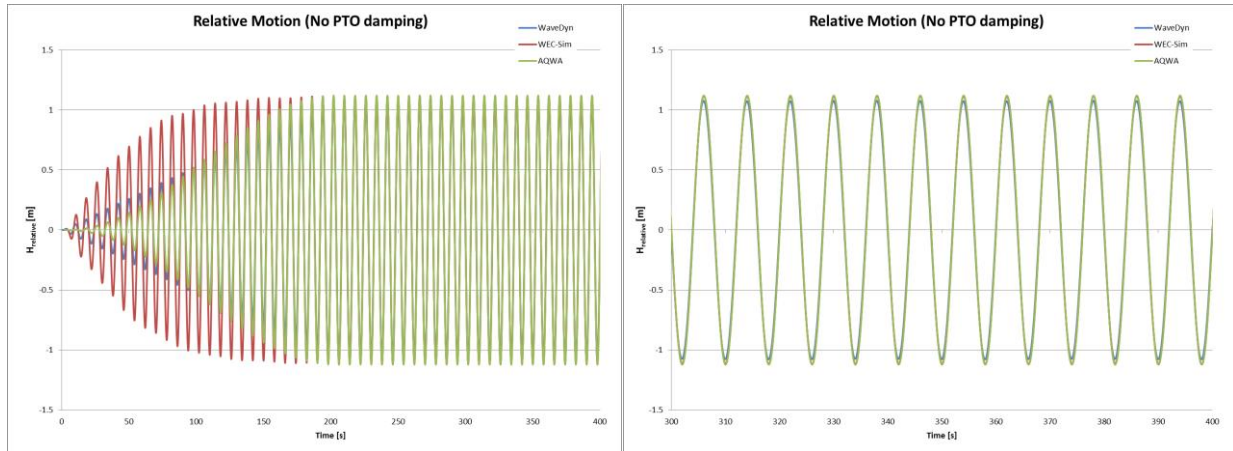 Relative Motion (No PTO damping)
WaveDyn
WEC-Sim
AQWA
1.5
1
0.5
0
-0.5
-1
-1.5
H relative [m]
0 50 100 150 200 250 300 350 400
Time [s]
Relative Motion (No PTO damping)
WaveDyn
WEC-Sim
AQWA
1.5
1
0.5
0
-0.5
-1
-1.5
H relative [m]
300 310 320 330 340 350 360 370 380 390 400
Time [s]